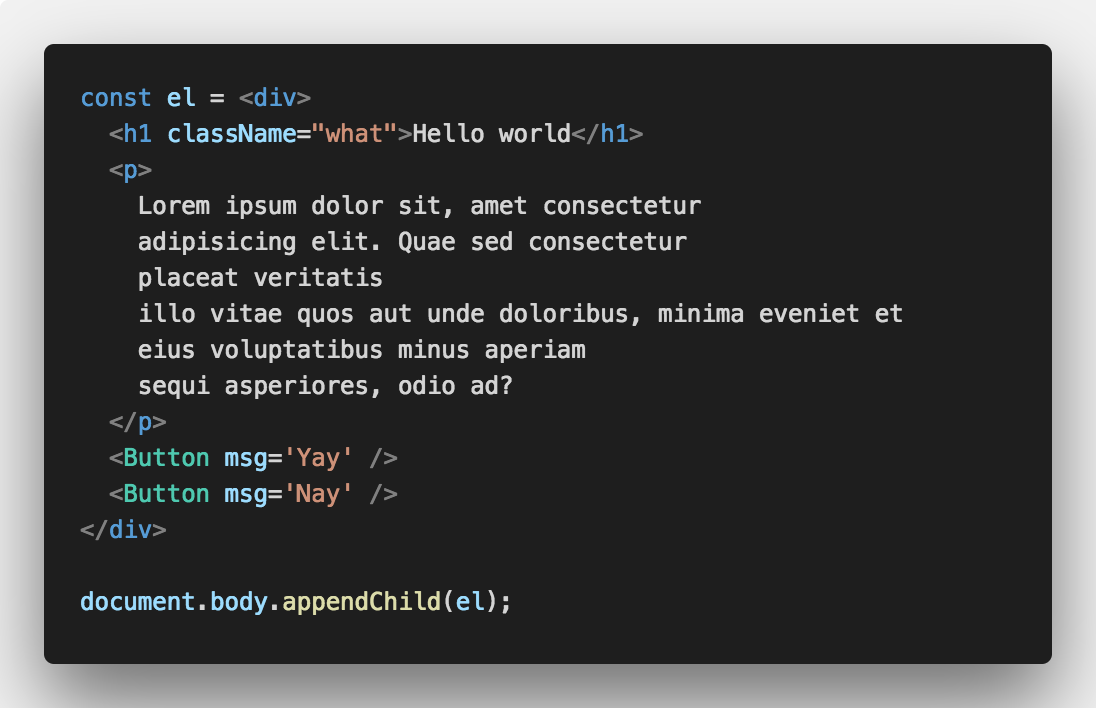 const el = <div>
  <h1 className="what">Hello world</h1>
  <p>
    Lorem ipsum dolor sit, amet consectetur
    adipisicing elit. Quae sed consectetur
    placeat veritatis
    illo vitae quos aut unde doloribus, minima eveniet et
    eius voluptatibus minus aperiam
    sequi asperiores, odio ad?
  </p>
  <Button msg='Yay' />
  <Button msg='Nay' />
</div>

document.body.appendChild(el);